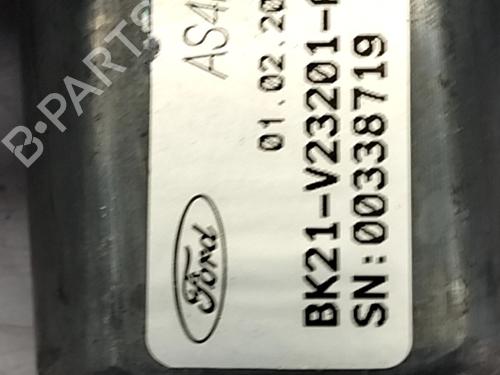 AS4
01.02.20
BK21-V23201-
SN:00338719
Ford
B-PARTS